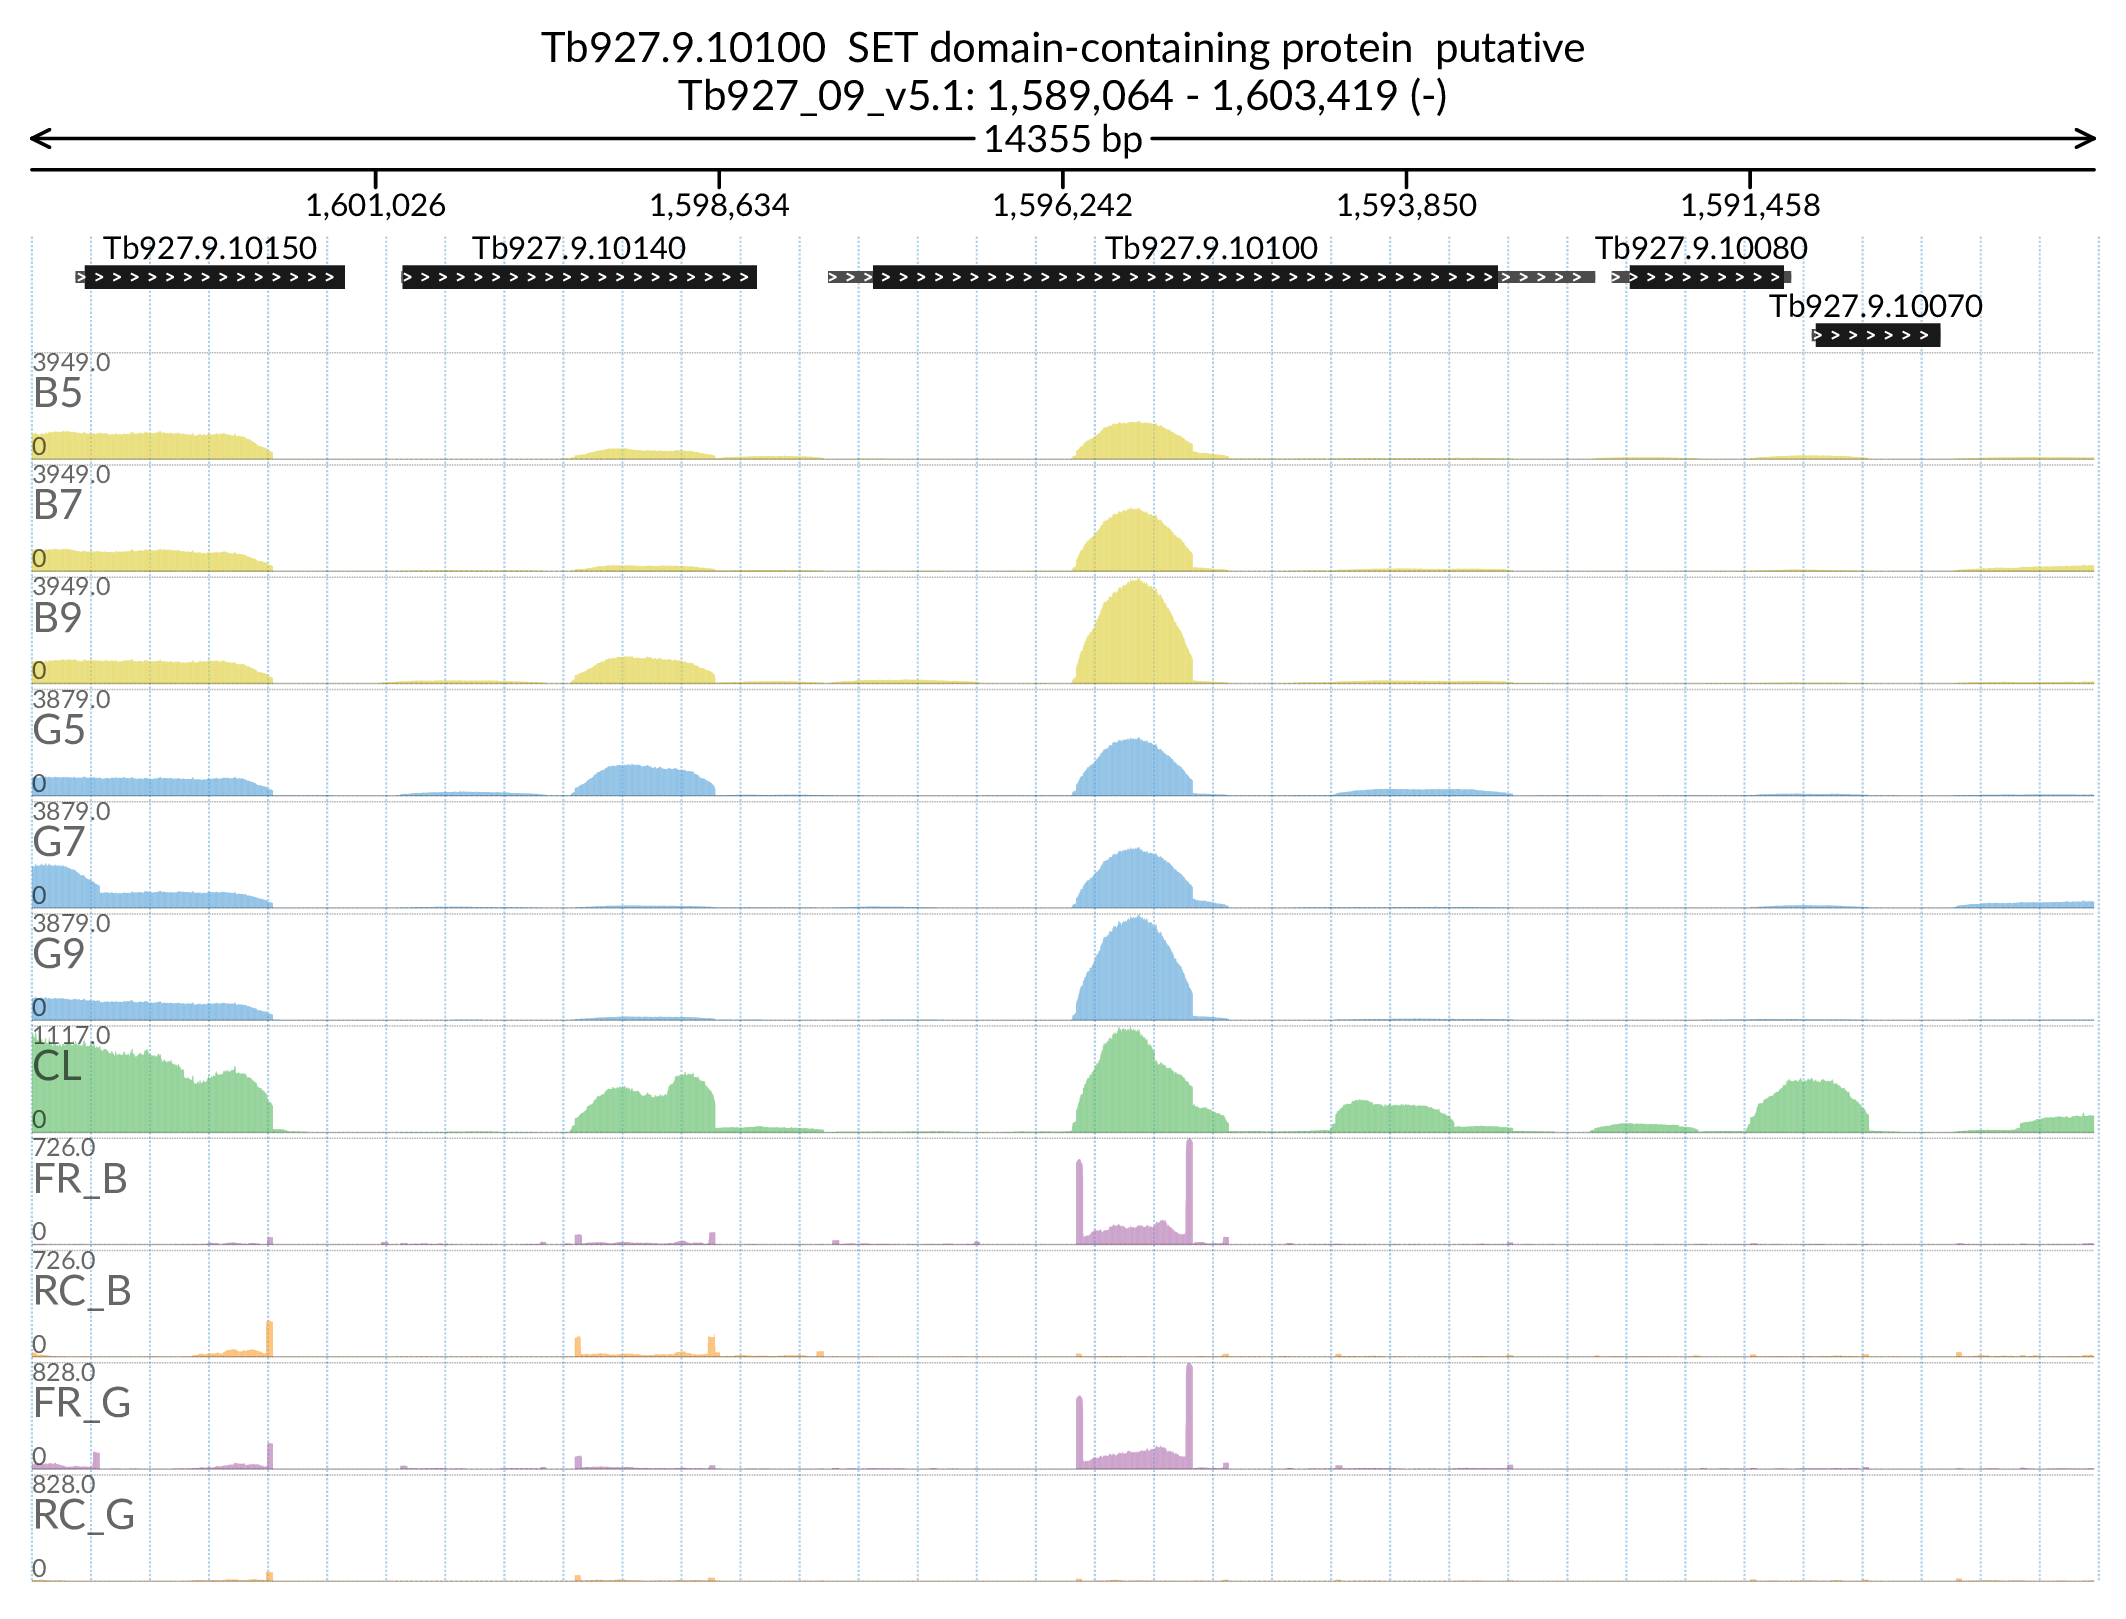 Tb927.9.10100  SET domain-containing protein  putative
Tb927_09_v5.1: 1,589,064 - 1,603,419 (-)
14355 bp
1,601,026 1,598,634 1,596,242 1,593,850 1,591,458
Tb927.9.10150 Tb927.9.10140 Tb927.9.10100 Tb927.9.10080
Tb927.9.10070
3949.0
B5
0
3949.0
B7
0
3949.0
B9
0
3879.0
G5
0
3879.0
G7
0
3879.0
G9
0
1117.0
CL
0
726.0
FR_B
0
726.0
RC_B
0
828.0
FR_G
0
828.0
RC_G
0